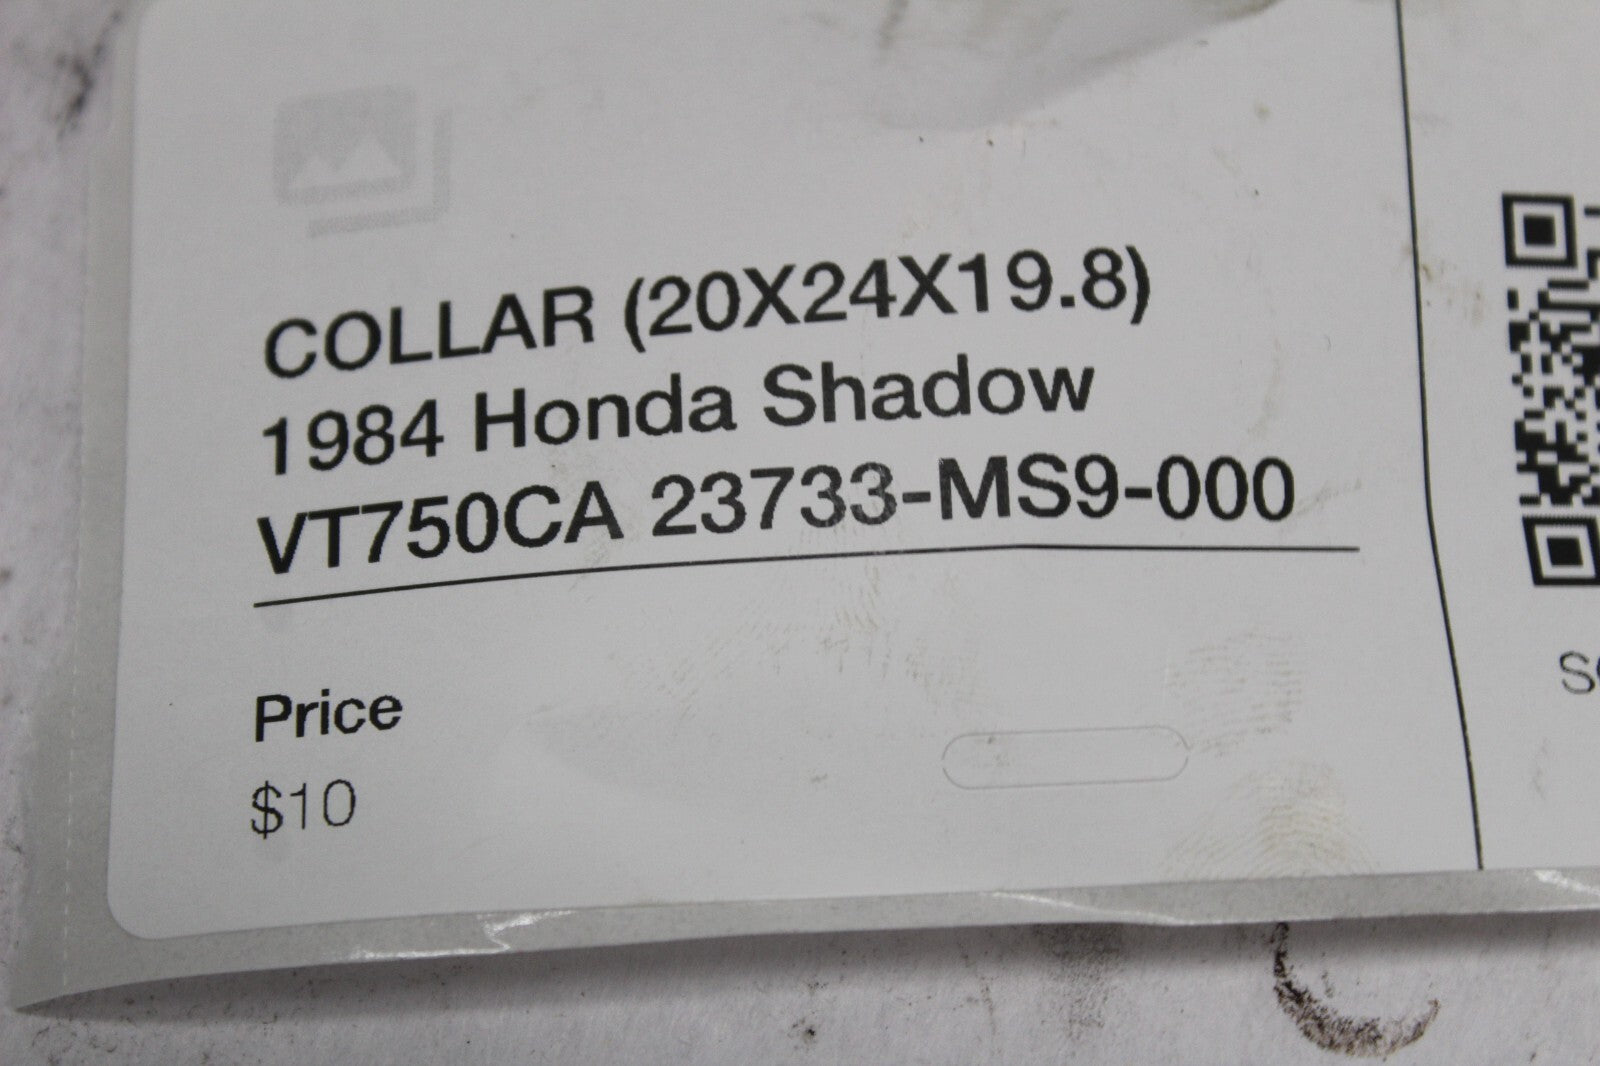 COLLAR (20X24X19.8)
1984 Honda Shadow
VT750CA 23733-MS9-000
Price
$10